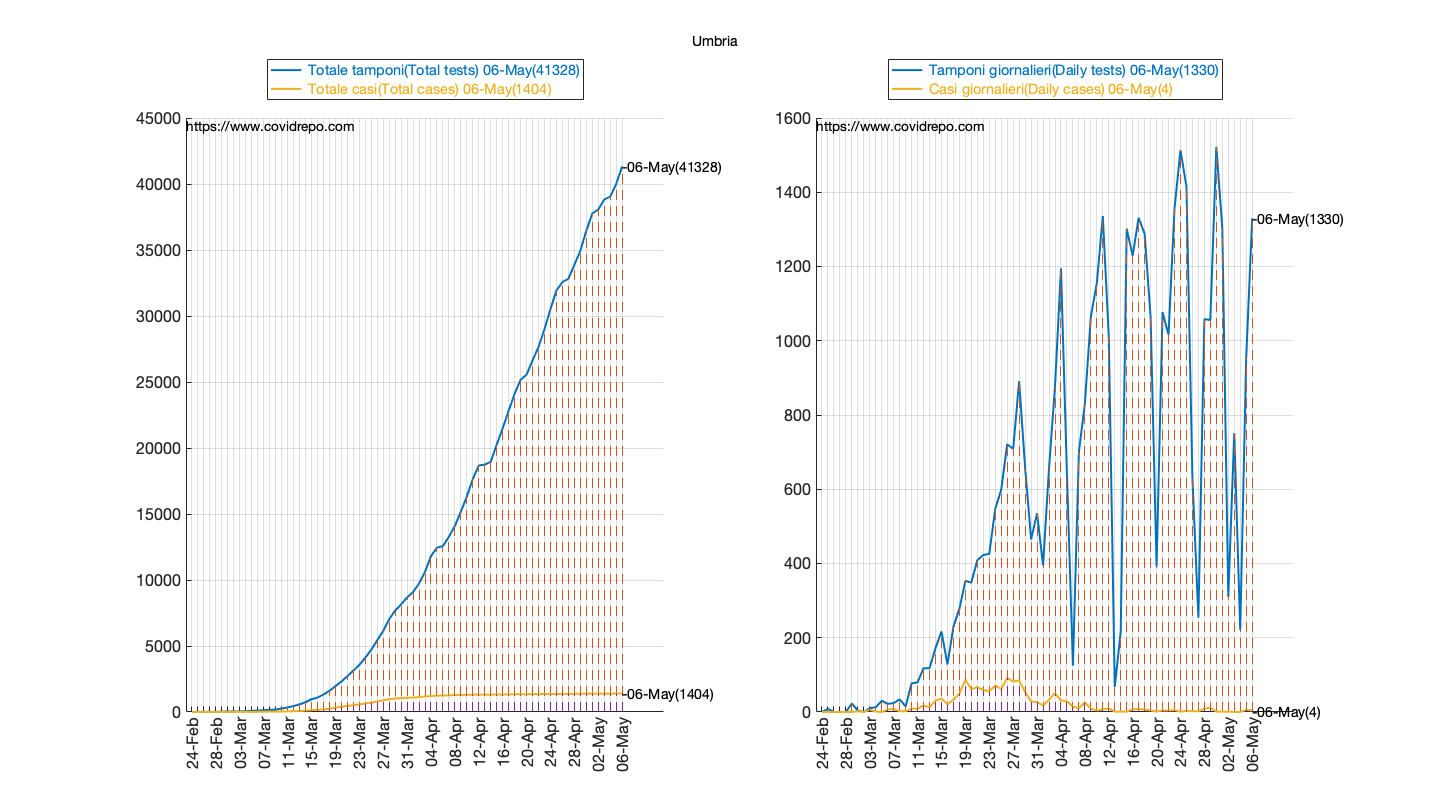 Umbria
Totale tamponi(Total tests) 06-May(41328)
Totale casi(Total cases) 06-May(1404)
45000
https://www.covidrepo.com
40000
35000
30000
25000
20000
15000
10000
5000
0
06-May(41328)
06-May(1404)
24-Feb
28-Feb
03-Mar
07-Mar
11-Mar
15-Mar
19-Mar
23-Mar
27-Mar
31-Mar
04-Apr
08-Apr
12-Apr
16-Apr
20-Apr
24-Apr
28-Apr
02-May
06-May
Tamponi giornalieri(Daily tests) 06-May(1330)
Casi giornalieri(Daily cases) 06-May(4)
1600
https://www.covidrepo.com
1400
1200
1000
800
600
400
200
0
06-May(1330)
06-May(4)
24-Feb
28-Feb
03-Mar
07-Mar
11-Mar
15-Mar
19-Mar
23-Mar
27-Mar
31-Mar
04-Apr
08-Apr
12-Apr
16-Apr
20-Apr
24-Apr
28-Apr
02-May
06-May